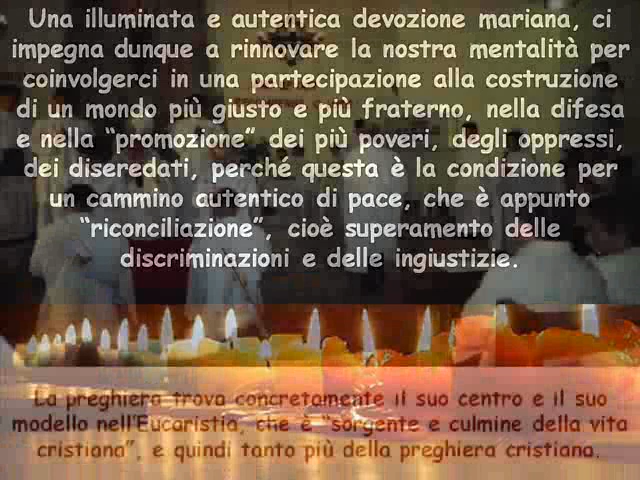 Una illuminata e autentica devozione mariana, ci
impegna dunque a rinnovare la nostra mentalità per
coinvolgerci in una partecipazione alla costruzione
di un mondo più giusto e più fraterno, nella difesa
e nella “promozione” dei più poveri, degli oppressi,
dei diseredati, perché questa è la condizione per
un cammino autentico di pace, che è appunto
“riconciliazione”, cioè superamento delle
discriminazioni e delle ingiustizie.
La preghiera trova concretamente il suo centro e il suo
modello nell’Eucaristia, che è “sorgente e culmine della vita
cristiana”, e quindi tanto più della preghiera cristiana.